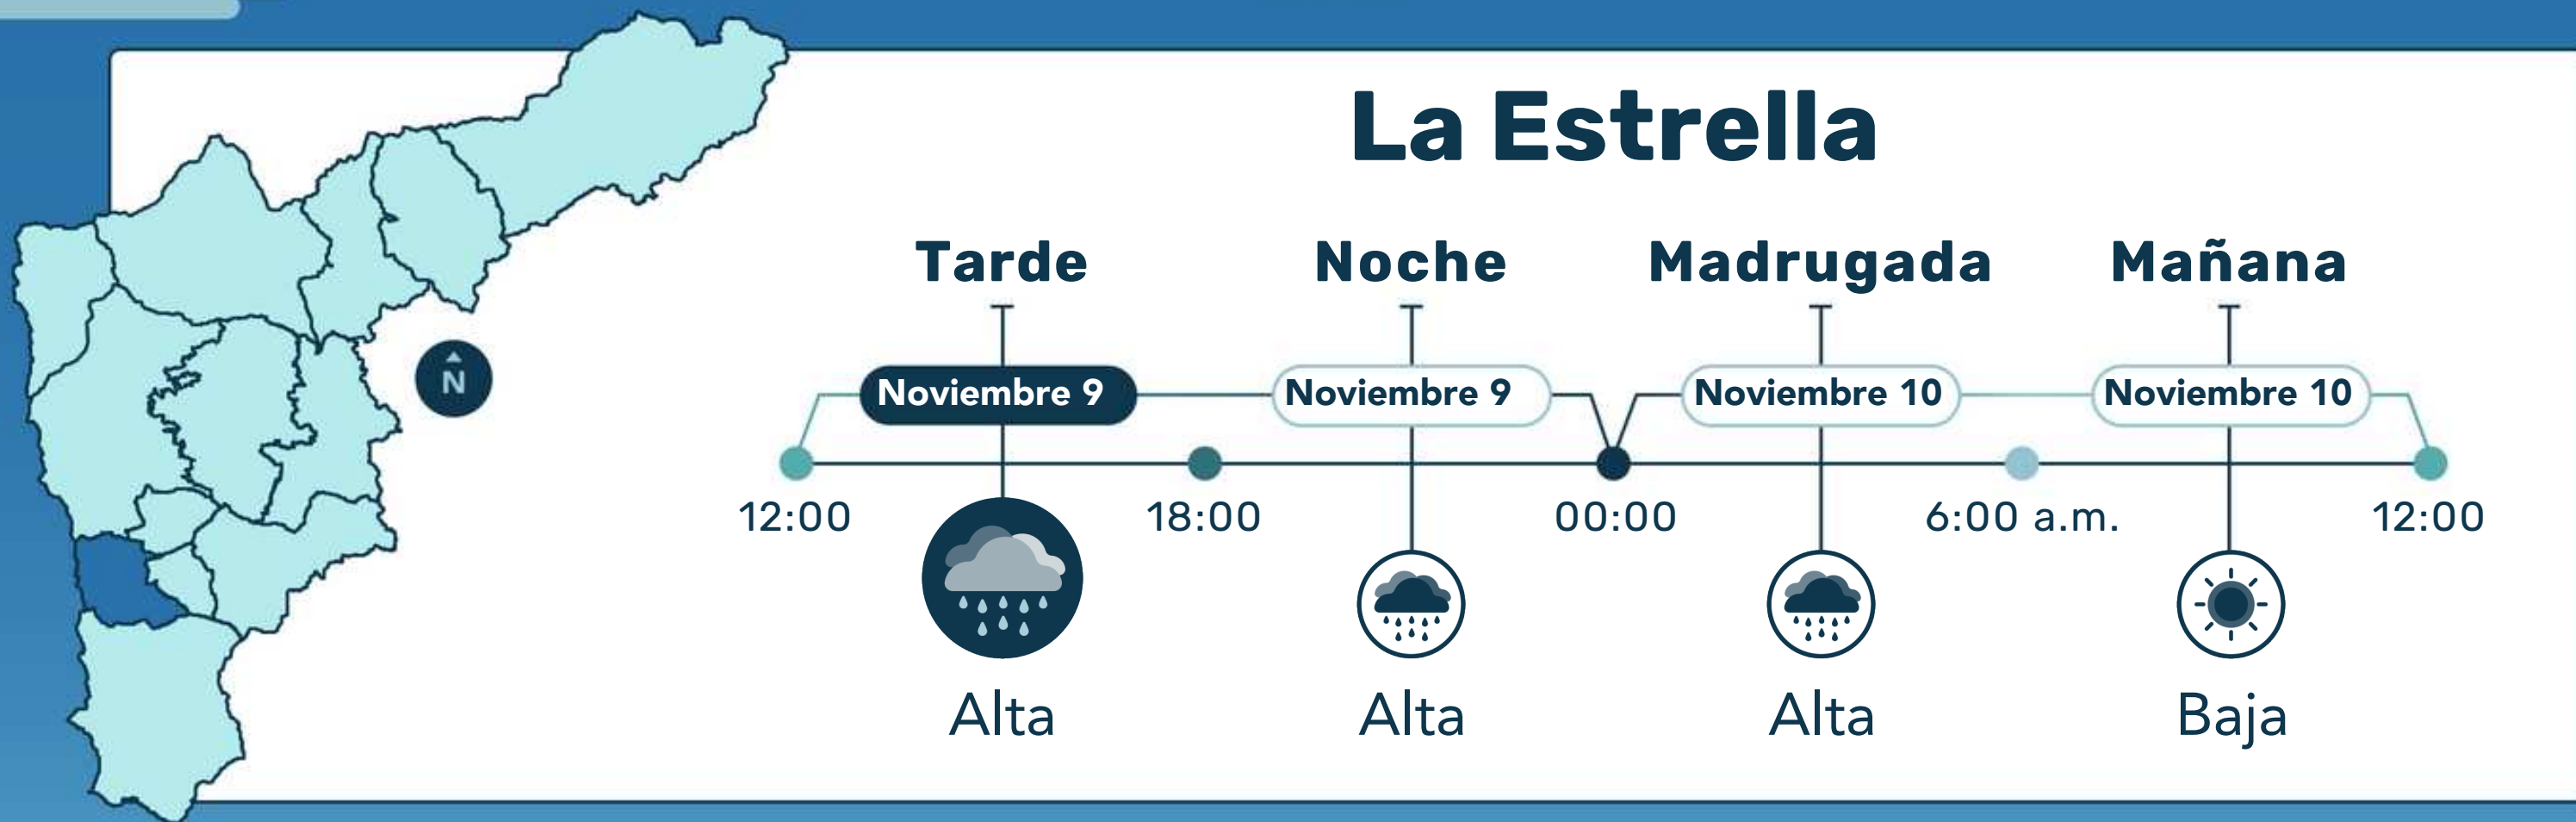 La Estrella
Tarde Noche Madrugada Mañana
N
Noviembre 9 Noviembre 9 Noviembre 10 Noviembre 10
12:00 18:00 00:00 6:00 a.m. 12:00
Alta Alta Alta Baja